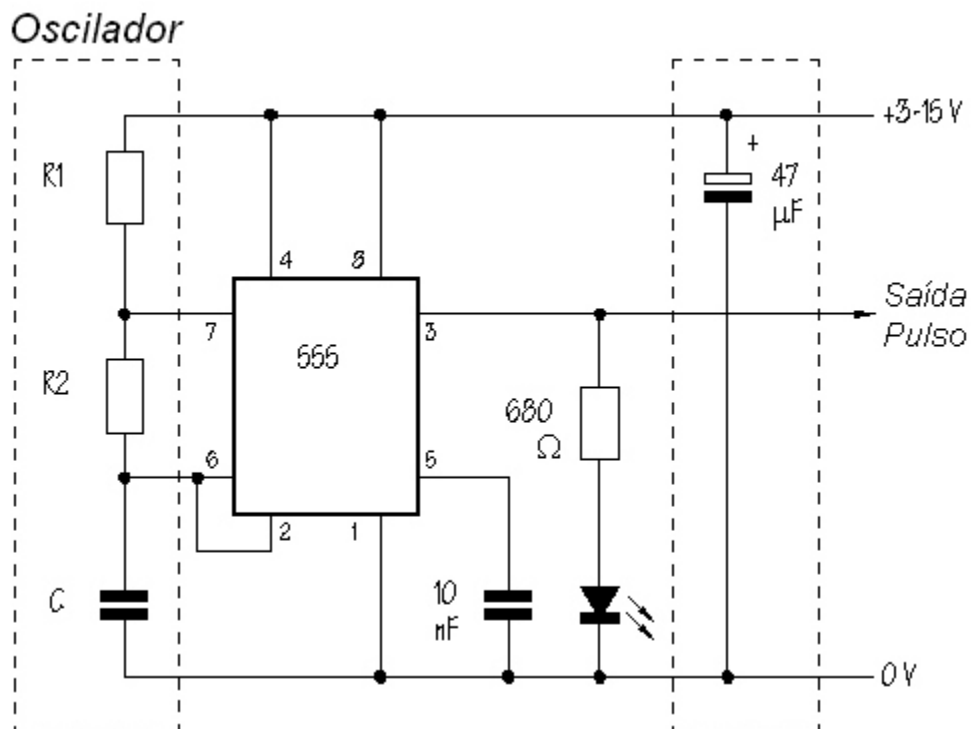 Oscilador
+3-15 V
R1
+
47
µF
4
8
Saída
Pulso
7
3
555
R2
680
Ω
6
5
2
1
C
10
nF
0 V